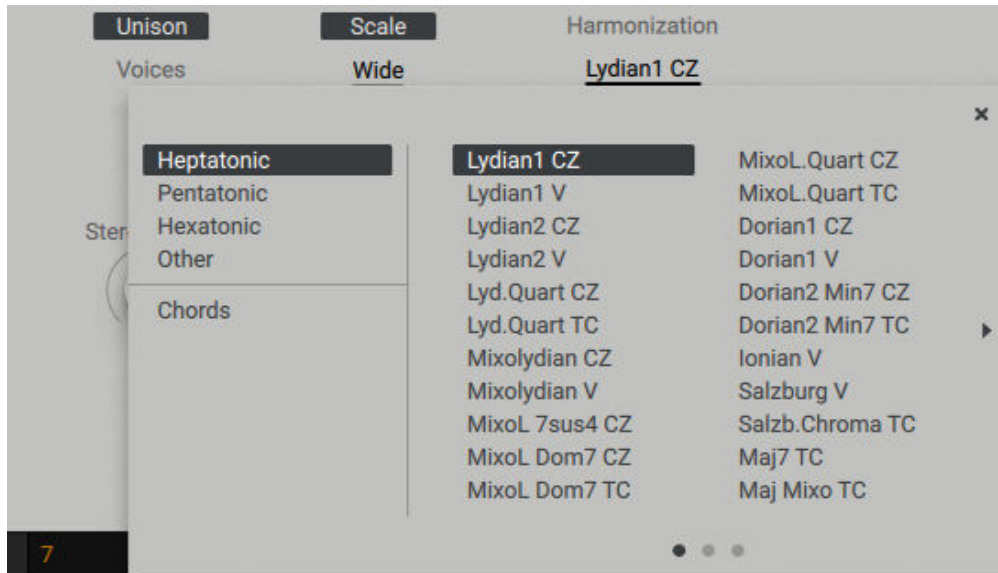 Unison Scale Harmonization
Voices Wide Lydian1 CZ
×
Heptatonic
Pentatonic
Hexatonic
Other
Chords
Lydian1 CZ
Lydian1 V
Lydian2 CZ
Lydian2 V
Lyd.Quart CZ
Lyd.Quart TC
Mixolydian CZ
Mixolydian V
MixoL 7sus4 CZ
MixoL Dom7 CZ
MixoL Dom7 TC
MixoL.Quart CZ
MixoL.Quart TC
Dorian1 CZ
Dorian1 V
Dorian2 Min7 CZ
Dorian2 Min7 TC
Ionian V
Salzburg V
Salzb.Chroma TC
Maj7 TC
Maj Mixo TC
Ster
7